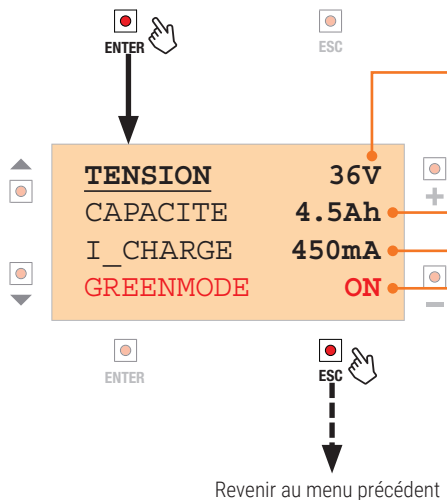 ENTER
ESC
TENSION 36V
CAPACITE 4.5Ah
I_CHARGE 450mA
GREENMODE ON
ENTER
ESC
Revenir au menu précédent